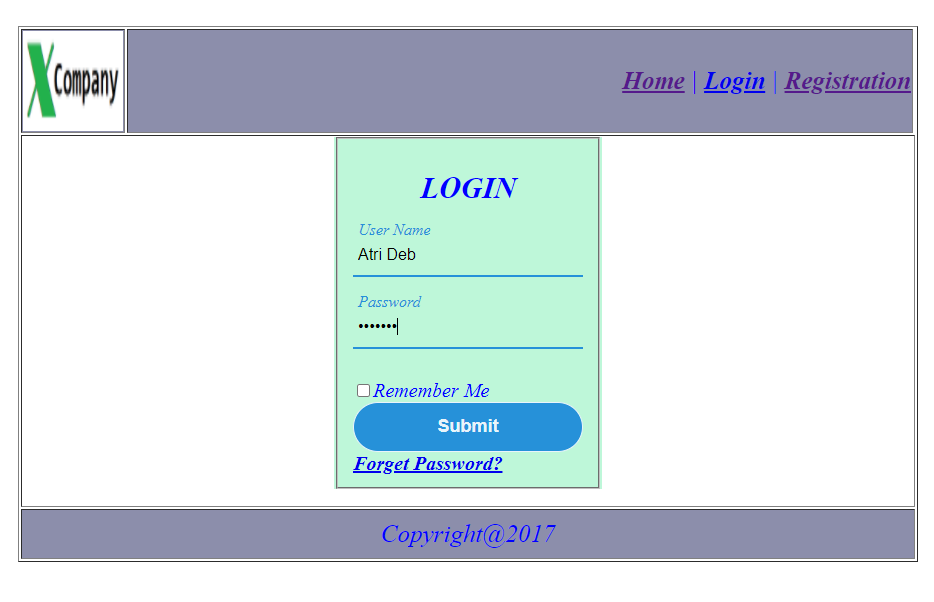 XCompany
Home | Login | Registration
LOGIN
User Name
Atri Deb
Password
•••••••
Remember Me
Submit
Forget Password?
Copyright@2017